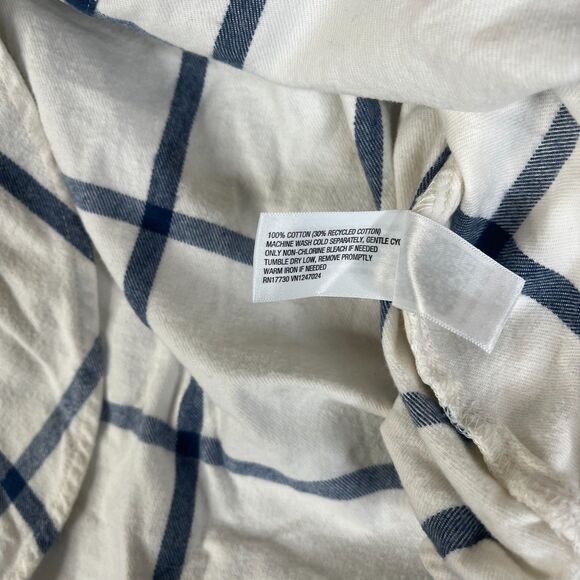 100% COTTON (30% RECYCLED COTTON)
MACHINE WASH COLD SEPARATELY, GENTLE CYC
ONLY NON-CHLORINE BLEACH IF NEEDED
TUMBLE DRY LOW, REMOVE PROMPTLY
WARM IRON IF NEEDED
RN17730 VN1247024